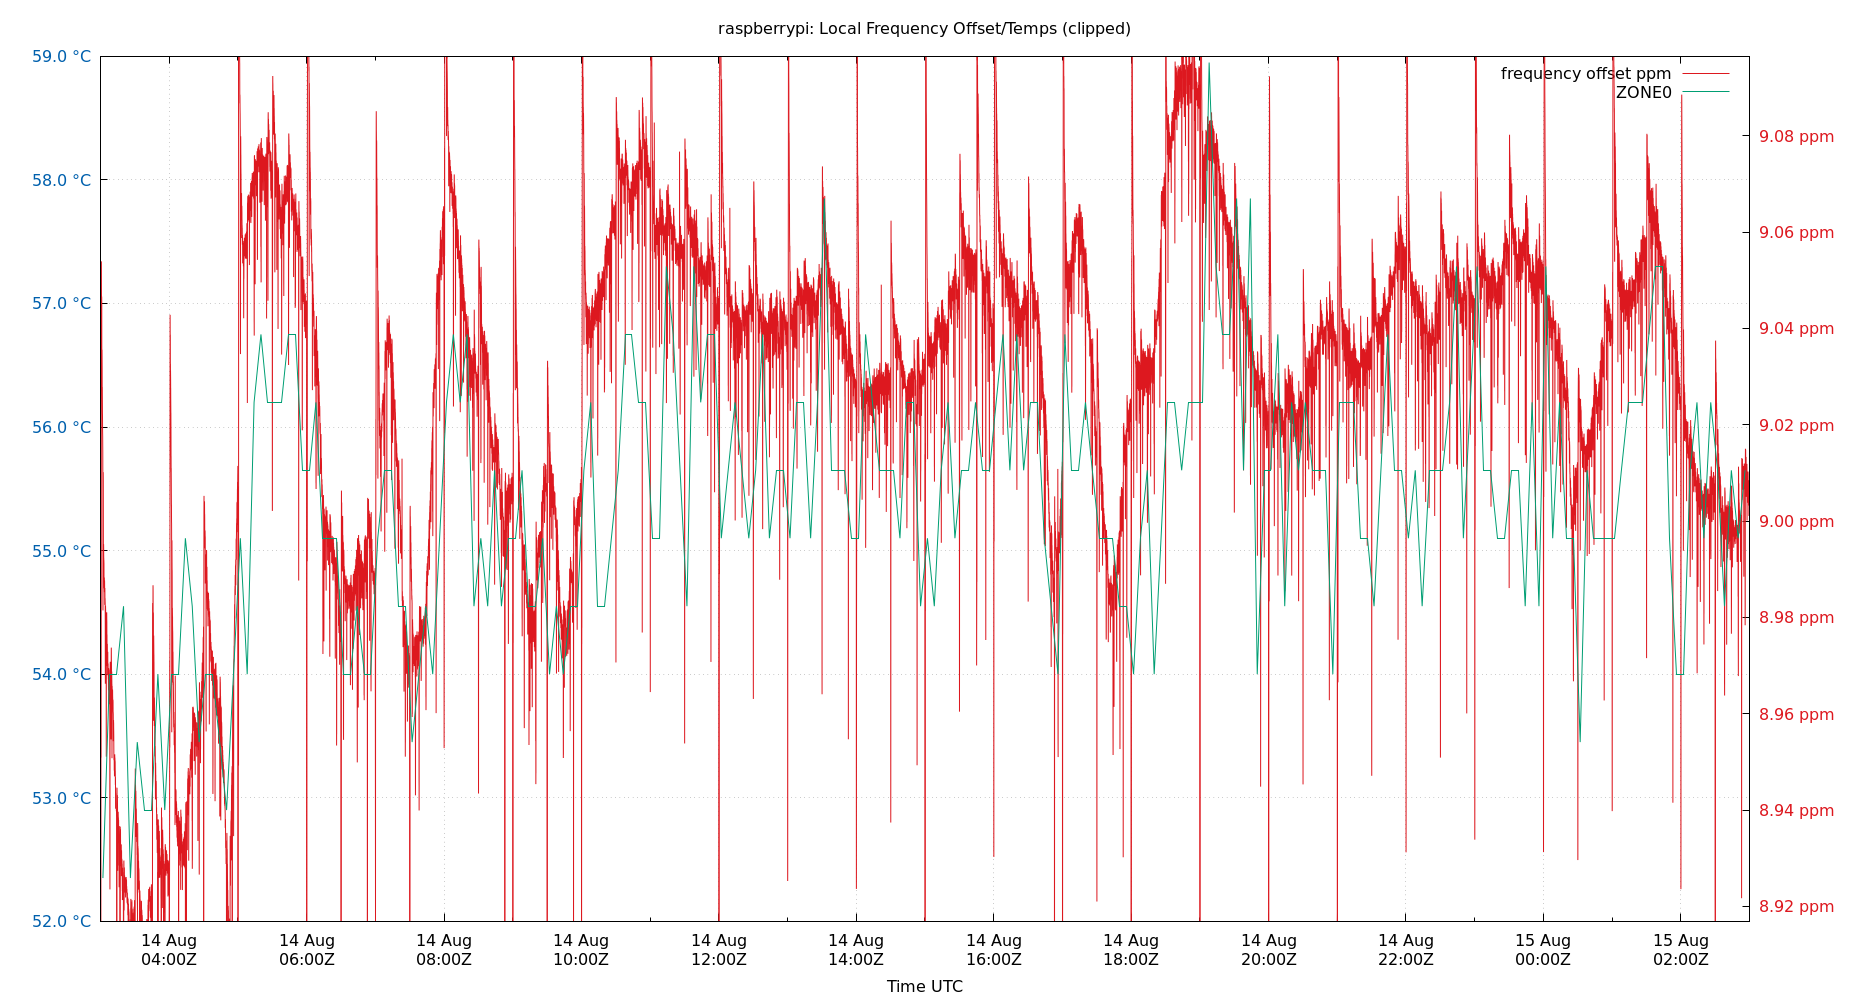 raspberrypi: Local Frequency Offset/Temps (clipped)
frequency offset ppm
ZONE0
59.0 °C
58.0 °C
57.0 °C
56.0 °C
55.0 °C
54.0 °C
53.0 °C
52.0 °C
9.08 ppm
9.06 ppm
9.04 ppm
9.02 ppm
9.00 ppm
8.98 ppm
8.96 ppm
8.94 ppm
8.92 ppm
14 Aug 14 Aug 14 Aug 14 Aug 14 Aug 14 Aug 14 Aug 14 Aug 14 Aug 14 Aug 15 Aug 15 Aug
04:00Z 06:00Z 08:00Z 10:00Z 12:00Z 14:00Z 16:00Z 18:00Z 20:00Z 22:00Z 00:00Z 02:00Z
Time UTC